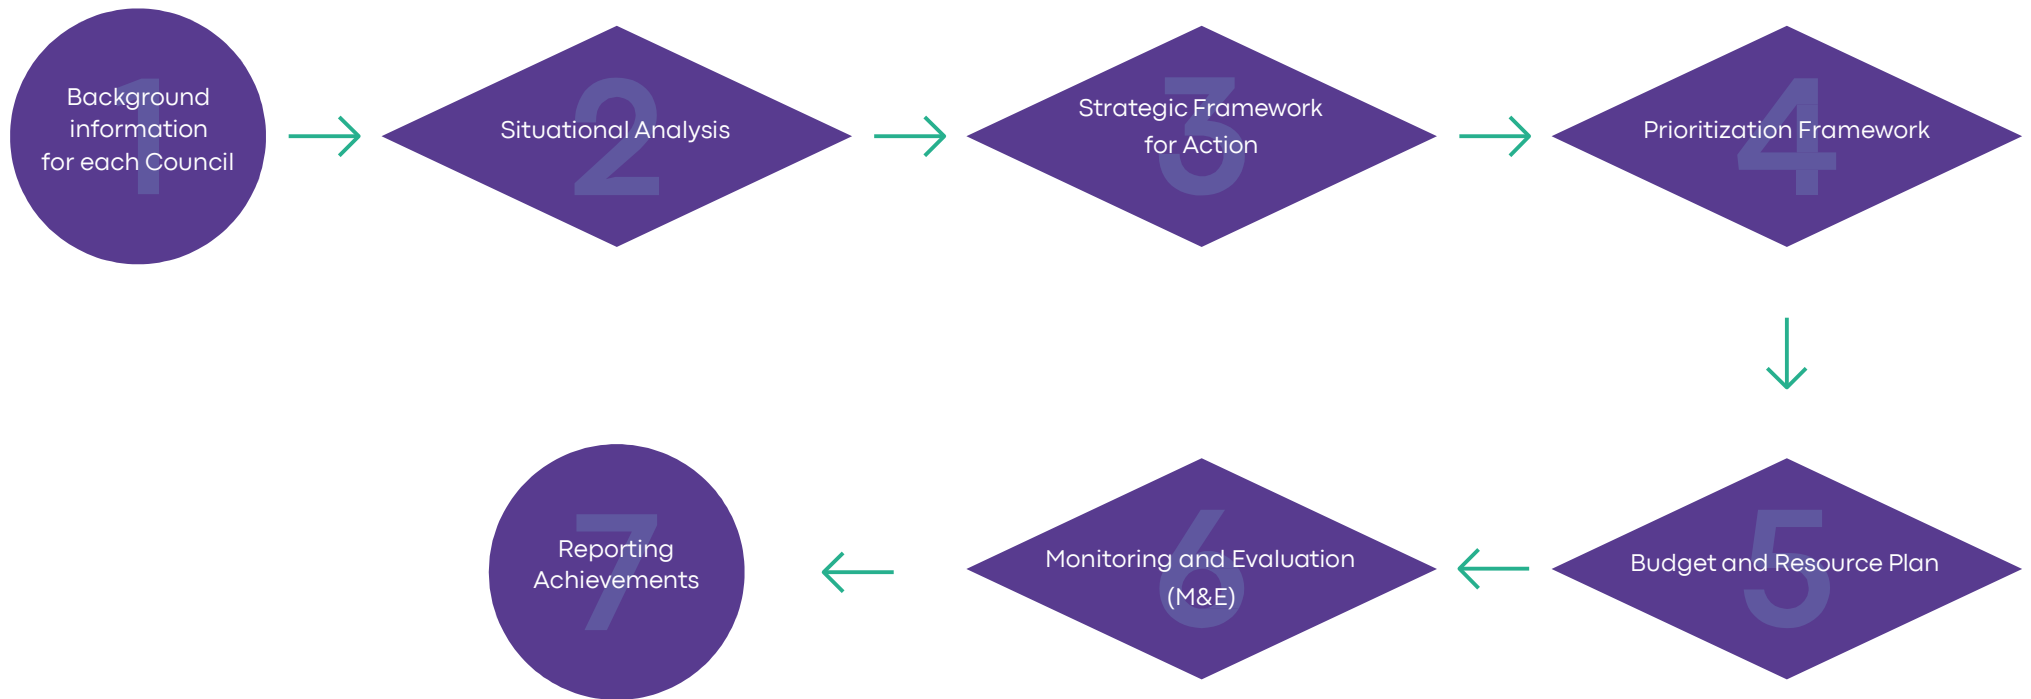 1
Background
information
for each Council
2
Situational Analysis
3
Strategic Framework
for Action
4
Prioritization Framework
5
Budget and Resource Plan
6
Monitoring and Evaluation
(M&E)
7
Reporting
Achievements